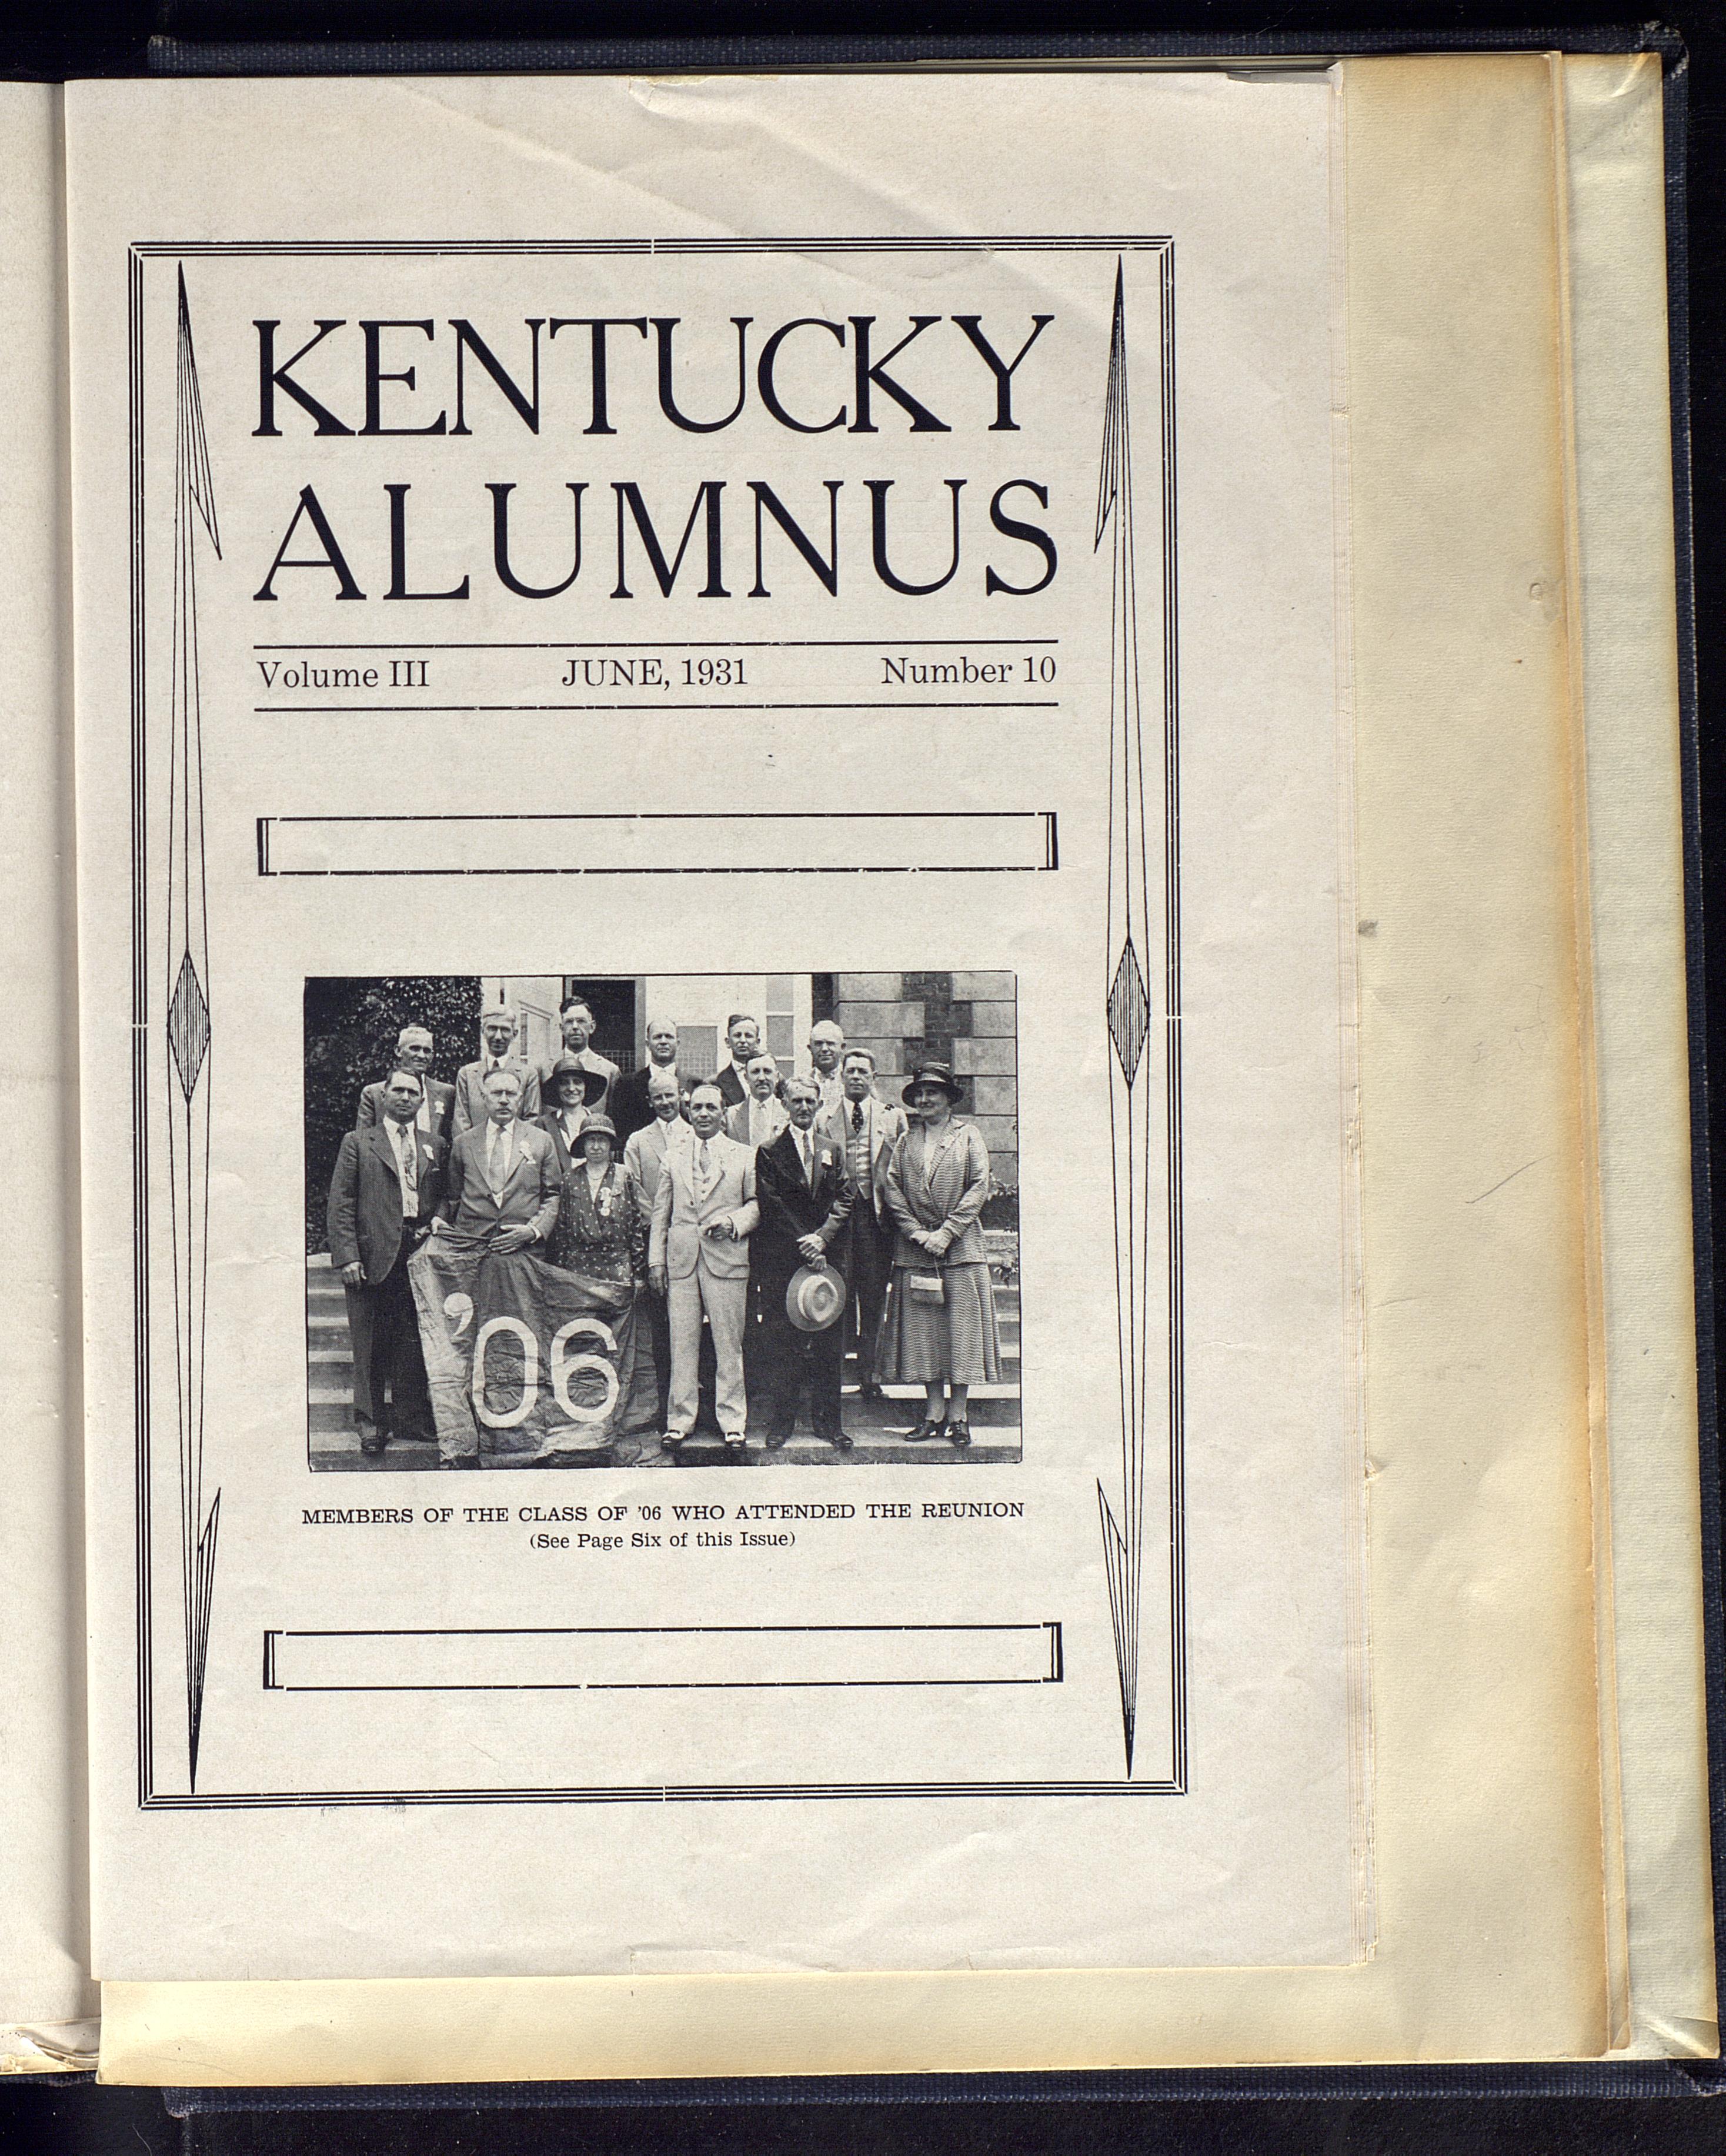 KENTUCKY
ALUMNUS
Volume III JUNE, 1931 Number 10
'06
MEMBERS OF THE CLASS OF '06 WHO ATTENDED THE REUNION
(See Page Six of this Issue)